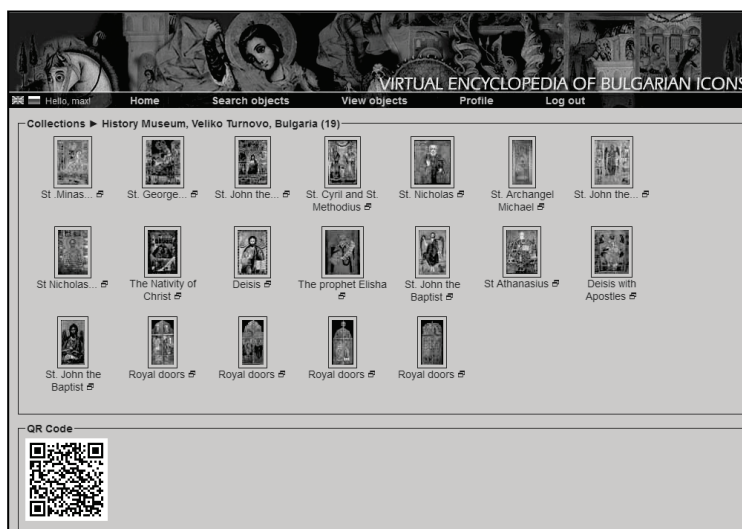 VIRTUAL ENCYCLOPEDIA OF BULGARIAN ICONS
Hello, max! Home Search objects View objects Profile Log out
Collections ► History Museum, Veliko Turnovo, Bulgaria (19)
St .Minas... St. George... St. John the... St. Cyril and St. Methodius St. Nicholas St. Archangel Michael St. John the...
St Nicholas... The Nativity of Christ Deisis The prophet Elisha St. John the Baptist St Athanasius Deisis with Apostles
St. John the Baptist Royal doors Royal doors Royal doors Royal doors
QR Code